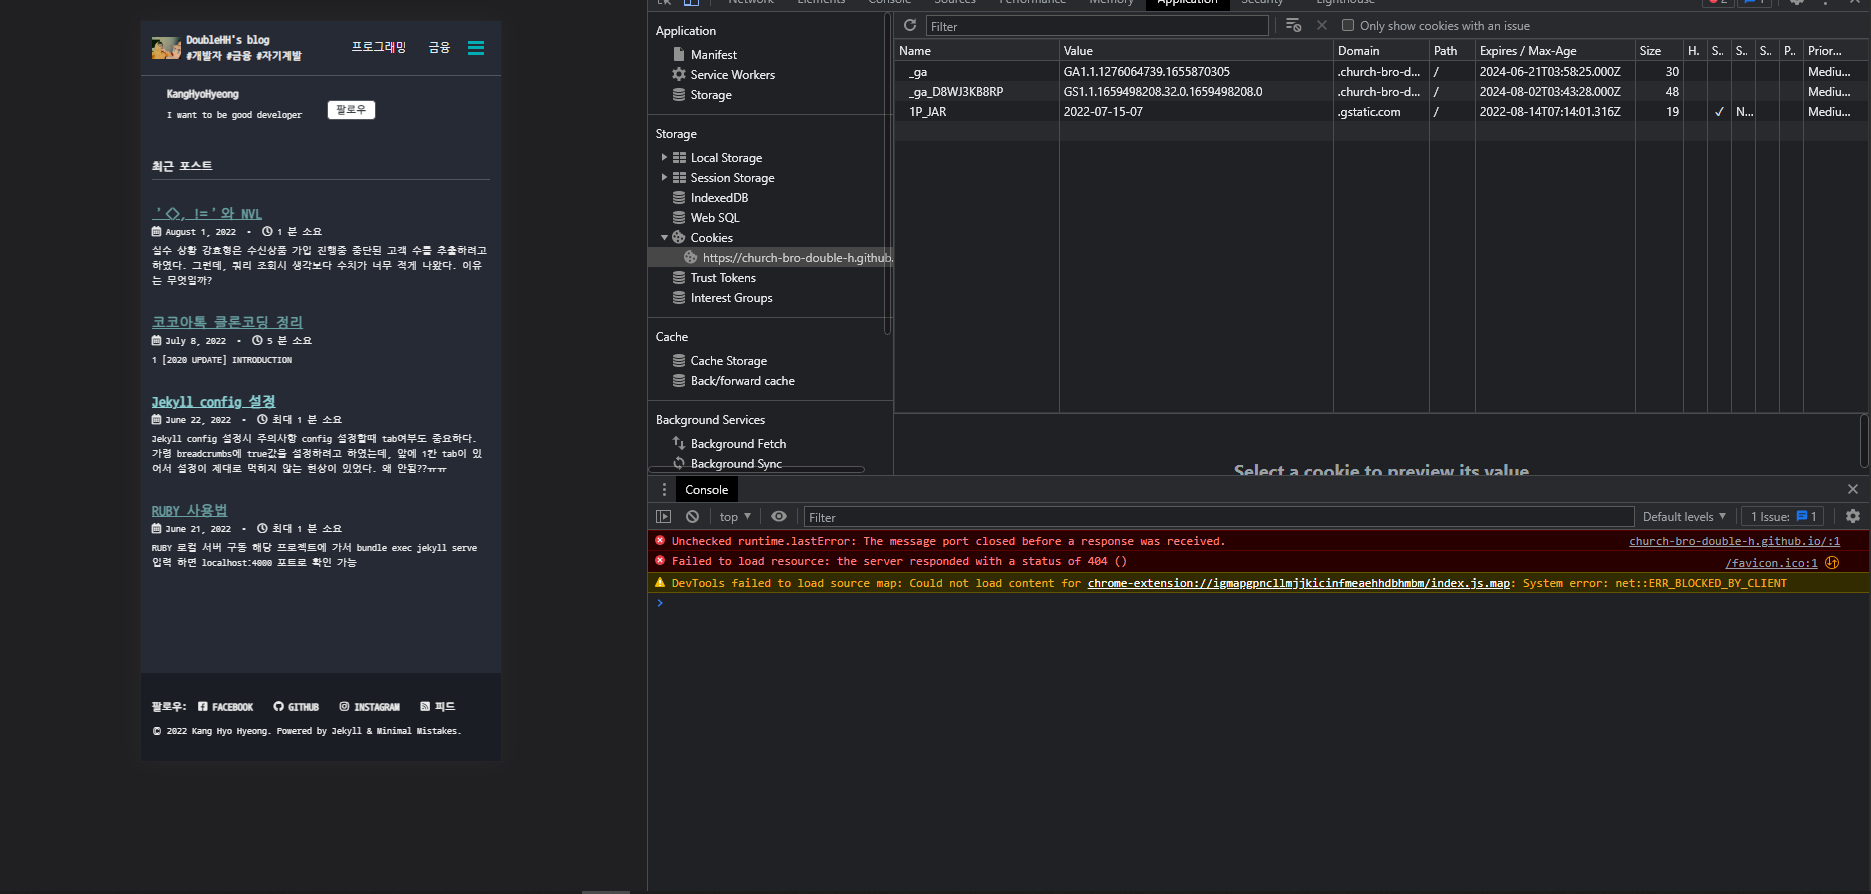 DoubleHH's blog
#개발자 #금융 #자기계발
프로그래밍 금융
KangHyoHyeong
I want to be good developer
팔로우
최근 포스트
'<>, !='와 NVL
August 1, 2022 • 1 분 소요
실수 상황 강효형은 수신상품 가입 진행중 중단된 고객 수를 추출하려고
하였다. 그런데, 쿼리 조회시 생각보다 수치가 너무 적게 나왔다. 이유
는 무엇일까?
코코아톡 클론코딩 정리
July 8, 2022 • 5 분 소요
1 [2020 UPDATE] INTRODUCTION
Jekyll config 설정
June 22, 2022 • 최대 1 분 소요
Jekyll config 설정시 주의사항 config 설정할때 tab여부도 중요하다.
가령 breadcrumbs에 true값을 설정하려고 하였는데, 앞에 1칸 tab이 있
어서 설정이 제대로 먹히지 않는 현상이 있었다. 왜 안됨??ㅠㅠ
RUBY 사용법
June 21, 2022 • 최대 1 분 소요
RUBY 로컬 서버 구동 해당 프로젝트에 가서 bundle exec jekyll serve
입력 하면 localhost:4000 포트로 확인 가능
팔로우: FACEBOOK GITHUB INSTAGRAM 피드
© 2022 Kang Hyo Hyeong. Powered by Jekyll & Minimal Mistakes.
Network Elements Console Sources Performance Memory Application Security Lighthouse 2 1
Application
Manifest
Service Workers
Storage
Storage
Local Storage
Session Storage
IndexedDB
Web SQL
Cookies
https://church-bro-double-h.github.
Trust Tokens
Interest Groups
Cache
Cache Storage
Back/forward cache
Background Services
Background Fetch
Background Sync
Filter
Only show cookies with an issue
Name Value Domain Path Expires / Max-Age Size H. S.. S.. S.. P.. Prior...
_ga GA1.1.1276064739.1655870305 .church-bro-d... / 2024-06-21T03:58:25.000Z 30 Mediu...
_ga_D8WJ3KB8RP GS1.1.1659498208.32.0.1659498208.0 .church-bro-d... / 2024-08-02T03:43:28.000Z 48 Mediu...
1P_JAR 2022-07-15-07 .gstatic.com / 2022-08-14T07:14:01.316Z 19 ✓ N... Mediu...
Select a cookie to preview its value
Console
top Filter Default levels 1 Issue: 1
Unchecked runtime.lastError: The message port closed before a response was received. church-bro-double-h.github.io/:1
Failed to load resource: the server responded with a status of 404 () /favicon.ico:1
DevTools failed to load source map: Could not load content for chrome-extension://igmapgpncllmjjkicinfmeaehhdbhmbm/index.js.map: System error: net::ERR_BLOCKED_BY_CLIENT